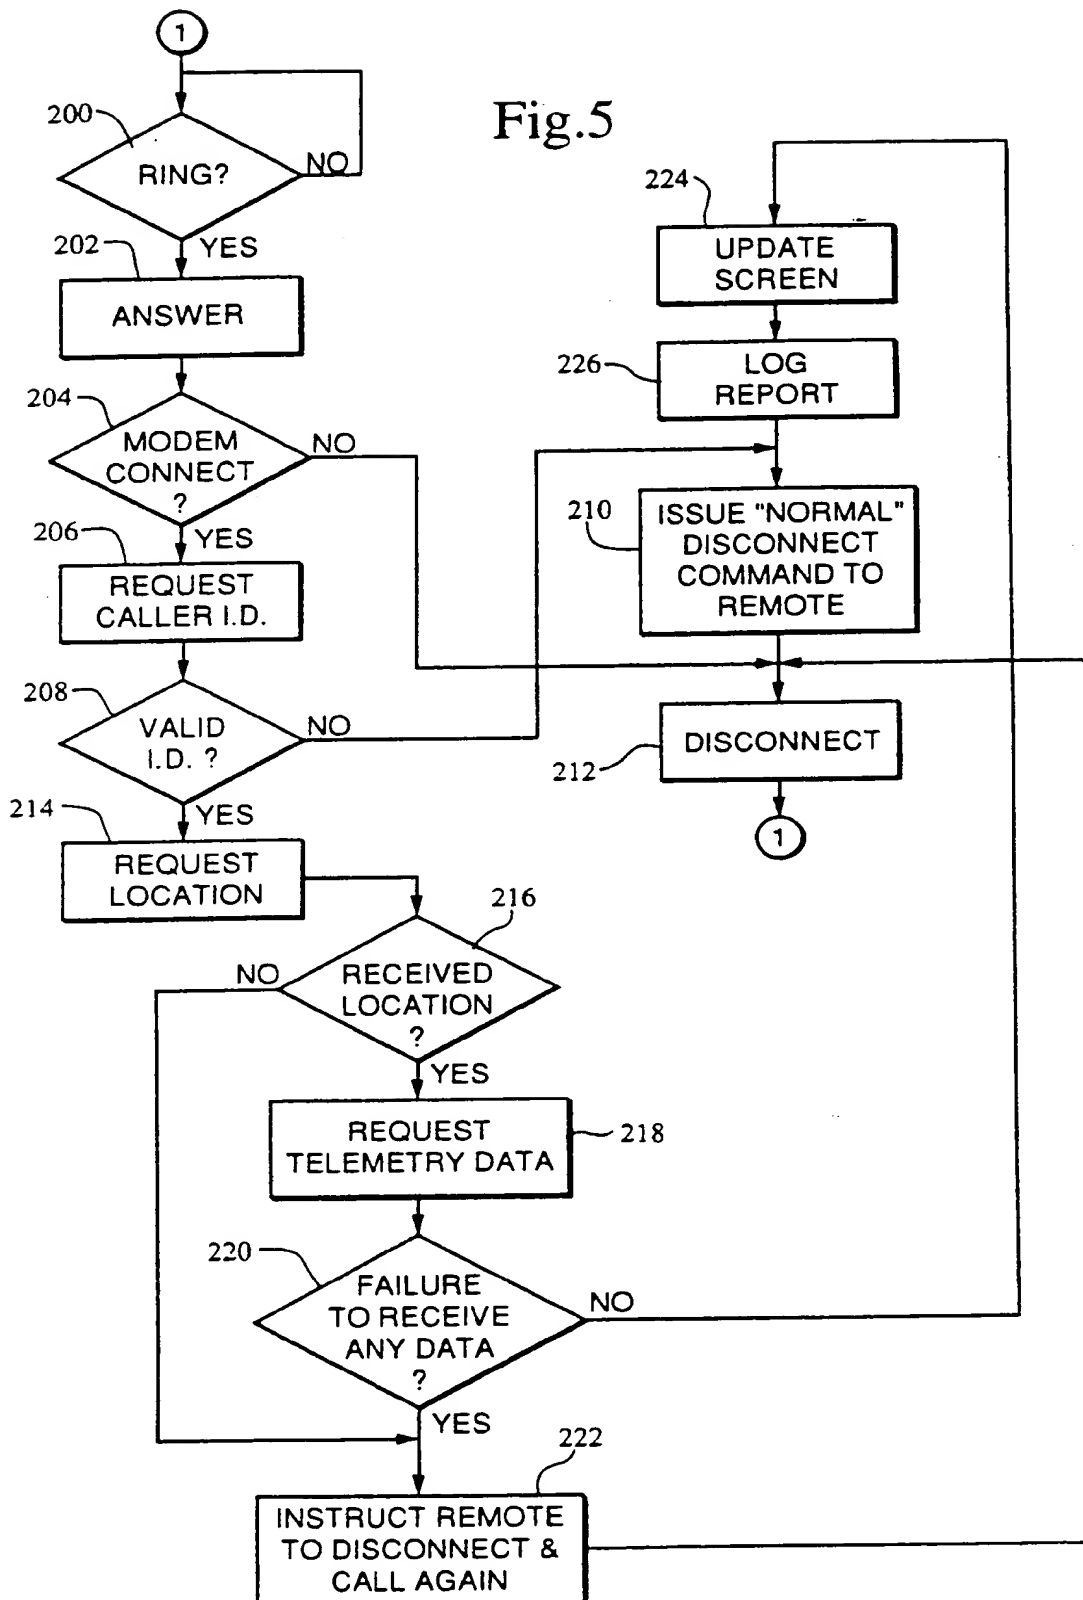 1
Fig.5
200
RING?
NO
YES
202
ANSWER
204
MODEM
CONNECT
?
NO
YES
206
REQUEST
CALLER I.D.
208
VALID
I.D. ?
NO
YES
214
REQUEST
LOCATION
216
RECEIVED
LOCATION
?
NO
YES
REQUEST
TELEMETRY DATA
218
220
FAILURE
TO RECEIVE
ANY DATA
?
NO
YES
222
INSTRUCT REMOTE
TO DISCONNECT &
CALL AGAIN
224
UPDATE
SCREEN
226
LOG
REPORT
210
ISSUE "NORMAL"
DISCONNECT
COMMAND TO
REMOTE
212
DISCONNECT
1